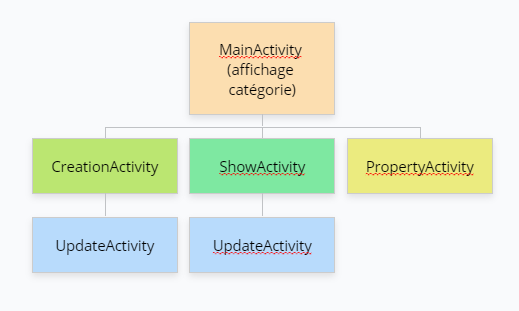 MainActivity
(affichage
catégorie)
CreationActivity
ShowActivity
PropertyActivity
UpdateActivity
UpdateActivity